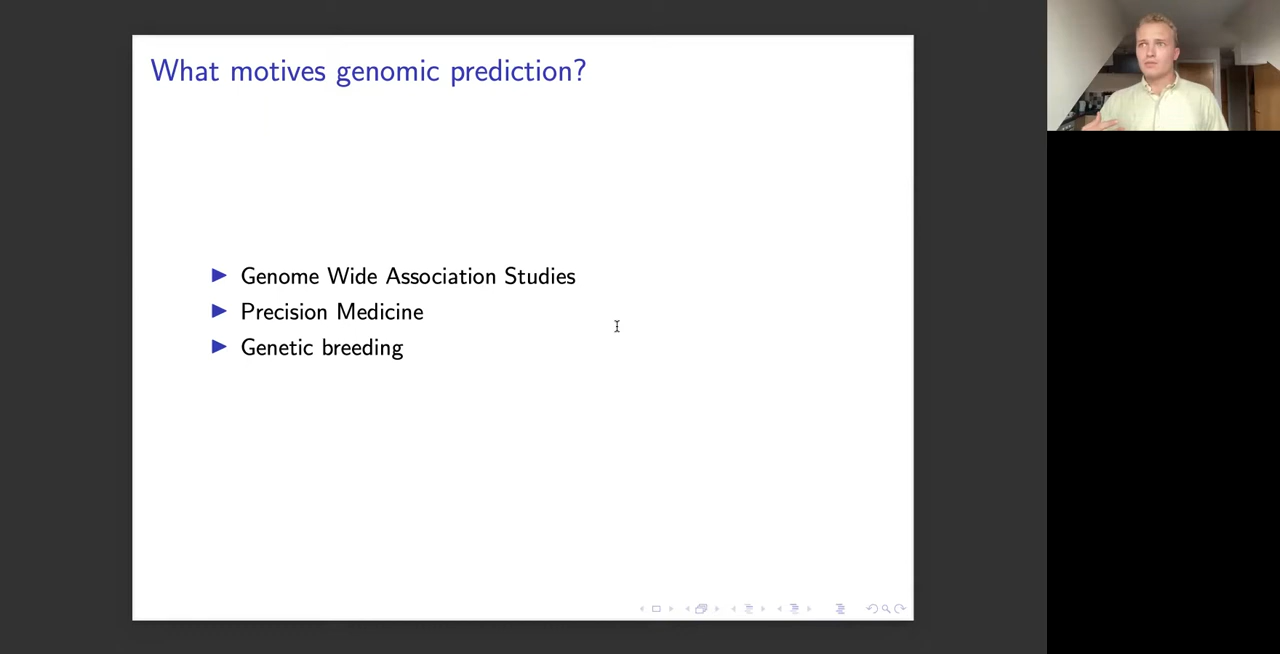 What motives genomic prediction?
Genome Wide Association Studies
Precision Medicine
Genetic breeding